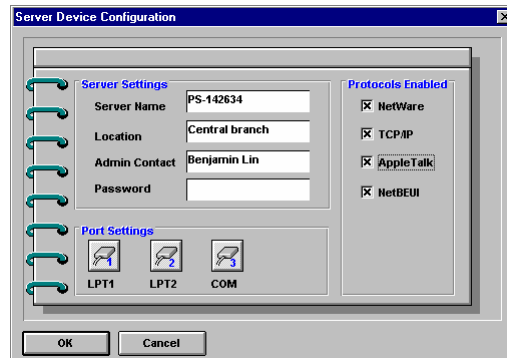 Server Device Configuration
Server Settings
Server Name PS-142634
Location Central branch
Admin Contact Benjamin Lin
Password
Protocols Enabled
NetWare
TCP/IP
AppleTalk
NetBEUI
Port Settings
1 2 3
LPT1 LPT2 COM
OK Cancel